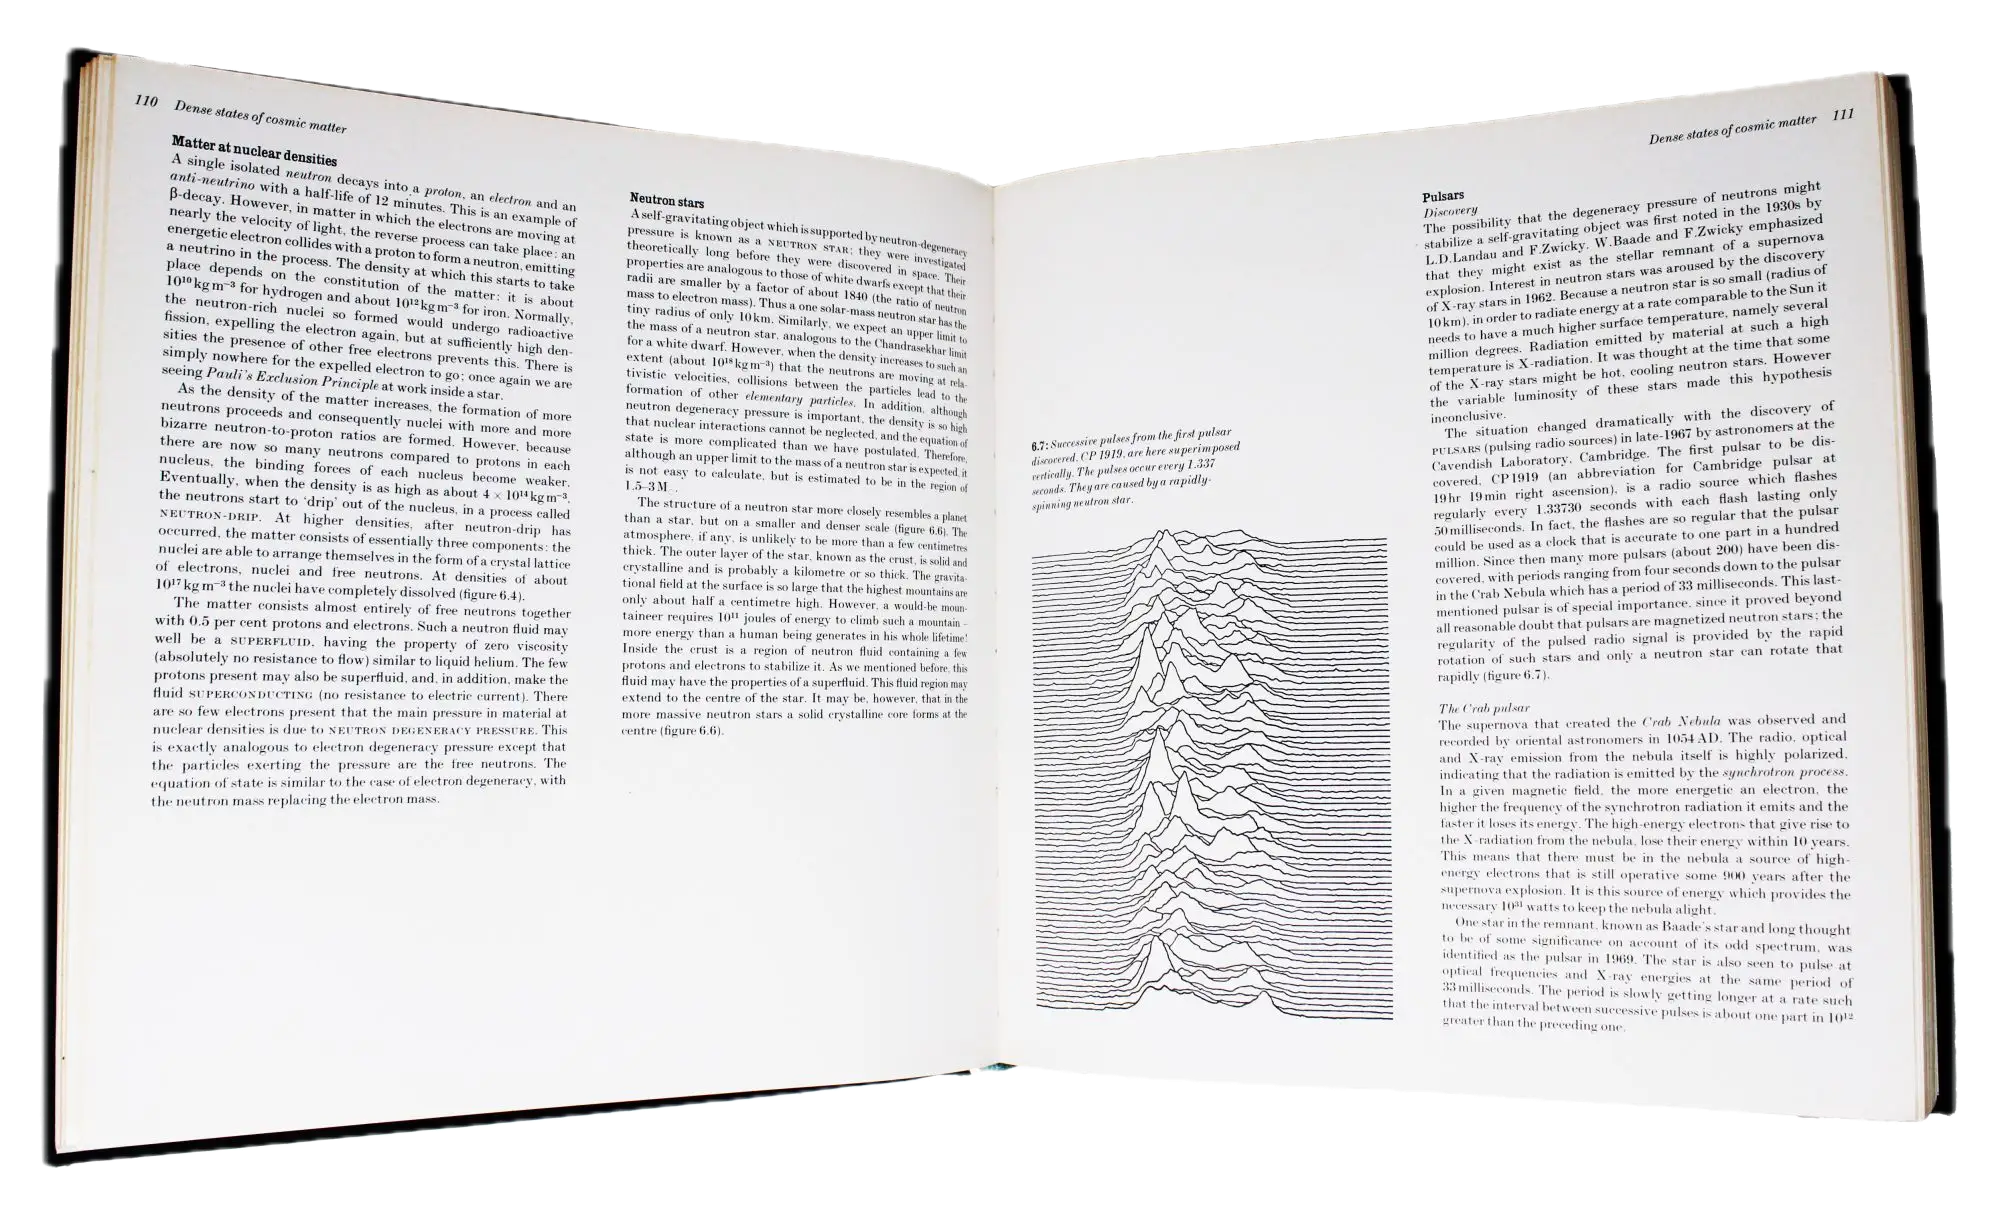 110 Dense states of cosmic matter
Matter at nuclear densities
A single isolated neutron decays into a proton, an electron and an
anti-neutrino with a half-life of 12 minutes. This is an example of
β-decay. However, in matter in which the electrons are moving at
nearly the velocity of light, the reverse process can take place: an
energetic electron collides with a proton to form a neutron, emitting
a neutrino in the process. The density at which this starts to take
place depends on the constitution of the matter: it is about
10¹⁰ kg m⁻³ for hydrogen and about 10¹² kg m⁻³ for iron. Normally,
the neutron-rich nuclei so formed would undergo radioactive
fission, expelling the electron again, but at sufficiently high den-
sities the presence of other free electrons prevents this. There is
simply nowhere for the expelled electron to go; once again we are
seeing Pauli's Exclusion Principle at work inside a star.
As the density of the matter increases, the formation of more
neutrons proceeds and consequently nuclei with more and more
bizarre neutron-to-proton ratios are formed. However, because
there are now so many neutrons compared to protons in each
nucleus, the binding forces of each nucleus become weaker.
Eventually, when the density is as high as about 4 × 10¹⁴ kg m⁻³,
the neutrons start to 'drip' out of the nucleus, in a process called
NEUTRON-DRIP. At higher densities, after neutron-drip has
occurred, the matter consists of essentially three components: the
nuclei are able to arrange themselves in the form of a crystal lattice
of electrons, nuclei and free neutrons. At densities of about
10¹⁷ kg m⁻³ the nuclei have completely dissolved (figure 6.4).
The matter consists almost entirely of free neutrons together
with 0.5 per cent protons and electrons. Such a neutron fluid may
well be a SUPERFLUID, having the property of zero viscosity
(absolutely no resistance to flow) similar to liquid helium. The few
protons present may also be superfluid, and, in addition, make the
fluid SUPERCONDUCTING (no resistance to electric current). There
are so few electrons present that the main pressure in material at
nuclear densities is due to NEUTRON DEGENERACY PRESSURE. This
is exactly analogous to electron degeneracy pressure except that
the particles exerting the pressure are the free neutrons. The
equation of state is similar to the case of electron degeneracy, with
the neutron mass replacing the electron mass.
Neutron stars
A self-gravitating object which is supported by neutron-degeneracy
pressure is known as a NEUTRON STAR; they were investigated
theoretically long before they were discovered in space. Their
properties are analogous to those of white dwarfs except that their
radii are smaller by a factor of about 1840 (the ratio of neutron
mass to electron mass). Thus a one solar-mass neutron star has the
tiny radius of only 10 km. Similarly, we expect an upper limit to
the mass of a neutron star, analogous to the Chandrasekhar limit
for a white dwarf. However, when the density increases to such an
extent (about 10¹⁸ kg m⁻³) that the neutrons are moving at rela-
tivistic velocities, collisions between the particles lead to the
formation of other elementary particles. In addition, although
neutron degeneracy pressure is important, the density is so high
that nuclear interactions cannot be neglected, and the equation of
state is more complicated than we have postulated. Therefore,
although an upper limit to the mass of a neutron star is expected, it
is not easy to calculate, but is estimated to be in the region of
1.5–3 M
The structure of a neutron star more closely resembles a planet
than a star, but on a smaller and denser scale (figure 6.6). The
atmosphere, if any, is unlikely to be more than a few centimetres
thick. The outer layer of the star, known as the crust, is solid and
crystalline and is probably a kilometre or so thick. The gravita-
tional field at the surface is so large that the highest mountains are
only about half a centimetre high. However, a would-be moun-
taineer requires 10¹¹ joules of energy to climb such a mountain –
more energy than a human being generates in his whole lifetime!
Inside the crust is a region of neutron fluid containing a few
protons and electrons to stabilize it. As we mentioned before, this
fluid may have the properties of a superfluid. This fluid region may
extend to the centre of the star. It may be, however, that in the
more massive neutron stars a solid crystalline core forms at the
centre (figure 6.6).
Dense states of cosmic matter 111
6.7: Successive pulses from the first pulsar
discovered, CP 1919, are here superimposed
vertically. The pulses occur every 1.337
seconds. They are caused by a rapidly-
spinning neutron star.
Pulsars
Discovery
The possibility that the degeneracy pressure of neutrons might
stabilize a self-gravitating object was first noted in the 1930s by
L.D.Landau and F.Zwicky. W.Baade and F.Zwicky emphasized
that they might exist as the stellar remnant of a supernova
explosion. Interest in neutron stars was aroused by the discovery
of X-ray stars in 1962. Because a neutron star is so small (radius of
10 km), in order to radiate energy at a rate comparable to the Sun it
needs to have a much higher surface temperature, namely several
million degrees. Radiation emitted by material at such a high
temperature is X-radiation. It was thought at the time that some
of the X-ray stars might be hot, cooling neutron stars. However
the variable luminosity of these stars made this hypothesis
inconclusive.
The situation changed dramatically with the discovery of
PULSARS (pulsing radio sources) in late-1967 by astronomers at the
Cavendish Laboratory, Cambridge. The first pulsar to be dis-
covered, CP1919 (an abbreviation for Cambridge pulsar at
19 hr 19 min right ascension), is a radio source which flashes
regularly every 1.33730 seconds with each flash lasting only
50 milliseconds. In fact, the flashes are so regular that the pulsar
could be used as a clock that is accurate to one part in a hundred
million. Since then many more pulsars (about 200) have been dis-
covered, with periods ranging from four seconds down to the pulsar
in the Crab Nebula which has a period of 33 milliseconds. This last-
mentioned pulsar is of special importance, since it proved beyond
all reasonable doubt that pulsars are magnetized neutron stars; the
regularity of the pulsed radio signal is provided by the rapid
rotation of such stars and only a neutron star can rotate that
rapidly (figure 6.7).
The Crab pulsar
The supernova that created the Crab Nebula was observed and
recorded by oriental astronomers in 1054 AD. The radio, optical
and X-ray emission from the nebula itself is highly polarized,
indicating that the radiation is emitted by the synchrotron process.
In a given magnetic field, the more energetic an electron, the
higher the frequency of the synchrotron radiation it emits and the
faster it loses its energy. The high-energy electrons that give rise to
the X-radiation from the nebula, lose their energy within 10 years.
This means that there must be in the nebula a source of high-
energy electrons that is still operative some 900 years after the
supernova explosion. It is this source of energy which provides the
necessary 10³¹ watts to keep the nebula alight.
One star in the remnant, known as Baade's star and long thought
to be of some significance on account of its odd spectrum, was
identified as the pulsar in 1969. The star is also seen to pulse at
optical frequencies and X-ray energies at the same period of
33 milliseconds. The period is slowly getting longer at a rate such
that the interval between successive pulses is about one part in 10¹²
greater than the preceding one.